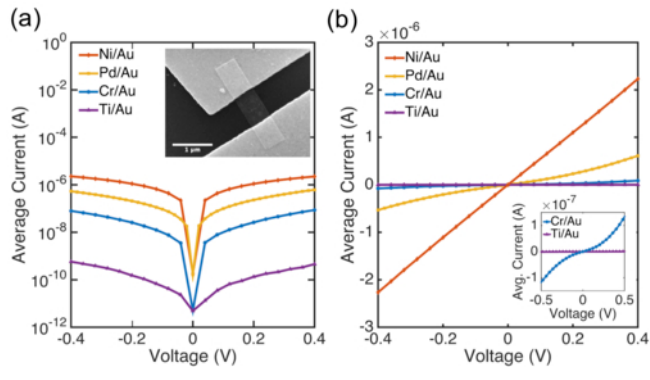 (a)
Average Current (A)
10^0
10^-2
10^-4
10^-6
10^-8
10^-10
10^-12
Ni/Au
Pd/Au
Cr/Au
Ti/Au
1 μm
-0.4
-0.2
0
0.2
0.4
Voltage (V)
(b)
×10^-6
Average Current (A)
3
2
1
0
-1
-2
-3
Ni/Au
Pd/Au
Cr/Au
Ti/Au
×10^-7
Avg. Current (A)
1
0
-1
Cr/Au
Ti/Au
-0.5
0
0.5
Voltage (V)
-0.4
-0.2
0
0.2
0.4
Voltage (V)